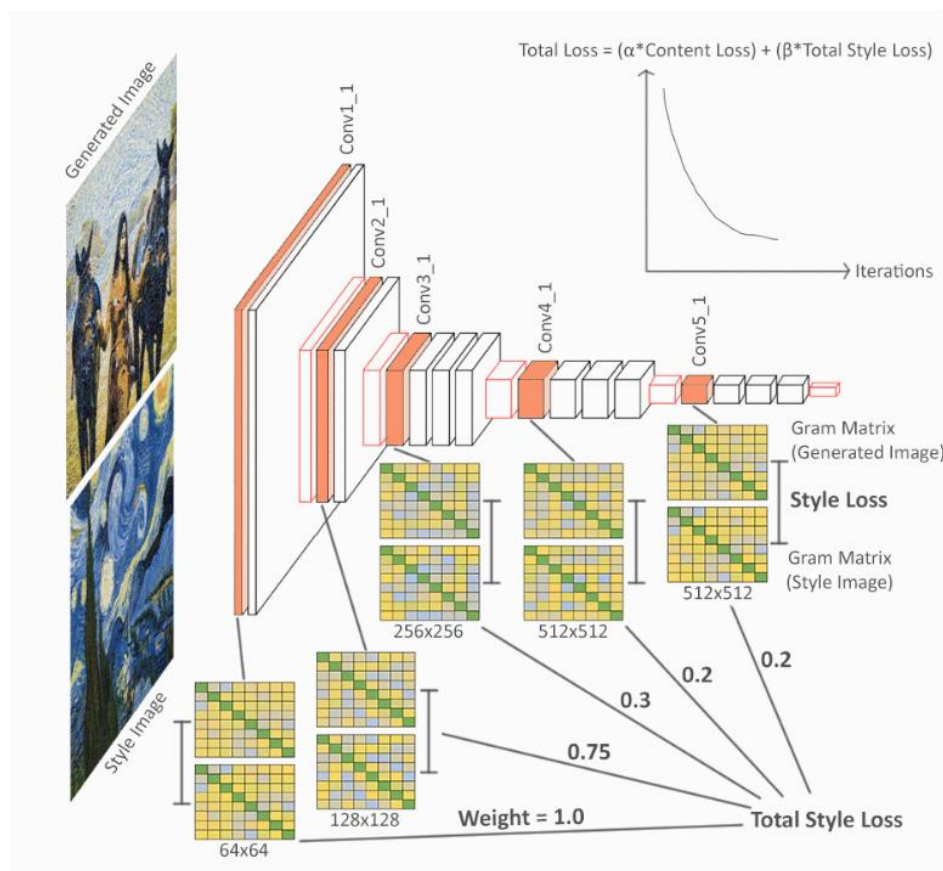 Total Loss = (α*Content Loss) + (β*Total Style Loss)
Iterations
Generated Image
Style Image
Conv1_1
Conv2_1
Conv3_1
Conv4_1
Conv5_1
Gram Matrix
(Generated Image)
Style Loss
Gram Matrix
(Style Image)
512x512
512x512
256x256
128x128
64x64
0.2
0.2
0.3
0.75
Weight = 1.0
Total Style Loss